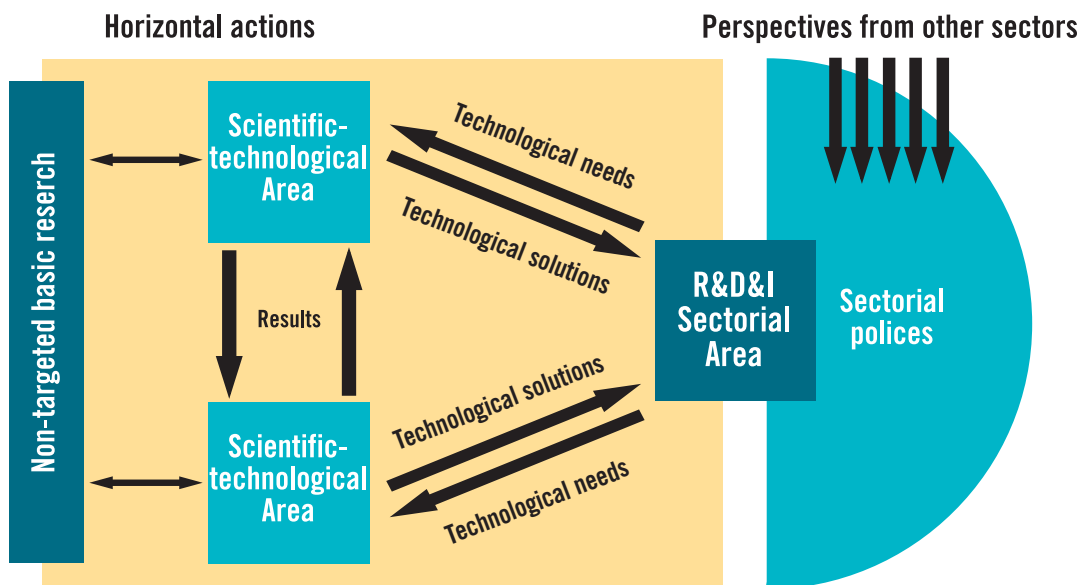 Horizontal actions
Perspectives from other sectors
Non-targeted basic reserch
Scientific-
technological
Area
Technological needs
Technological solutions
Results
R&D&I
Sectorial
Area
Sectorial
polices
Scientific-
technological
Area
Technological solutions
Technological needs